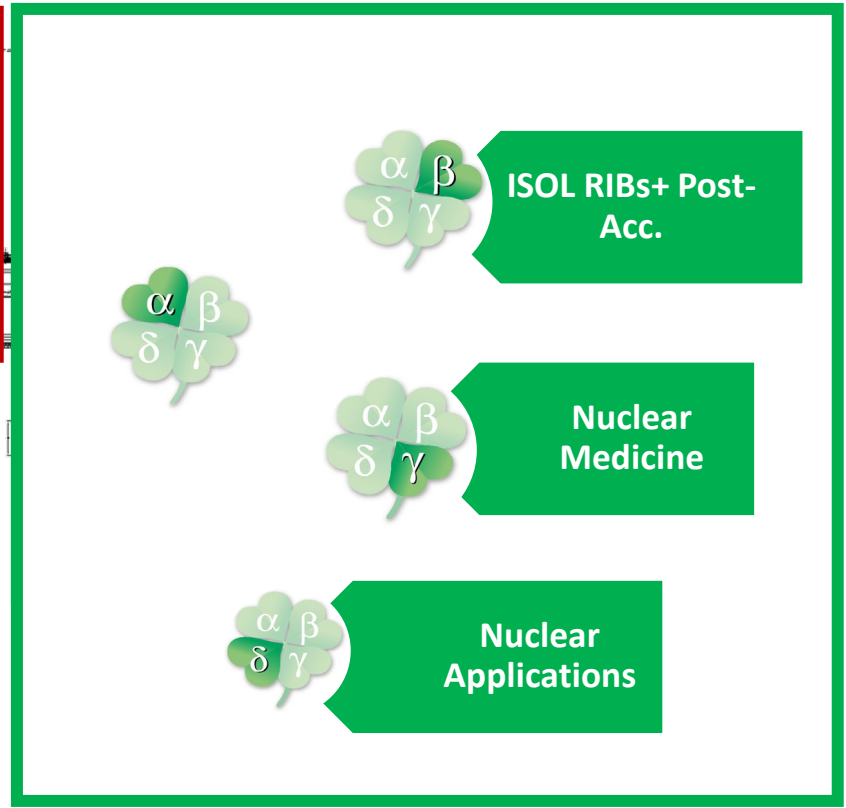 α β
δ γ
ISOL RIBs+ Post-
Acc.
α β
δ γ
α β
δ γ
Nuclear
Medicine
α β
δ γ
Nuclear
Applications